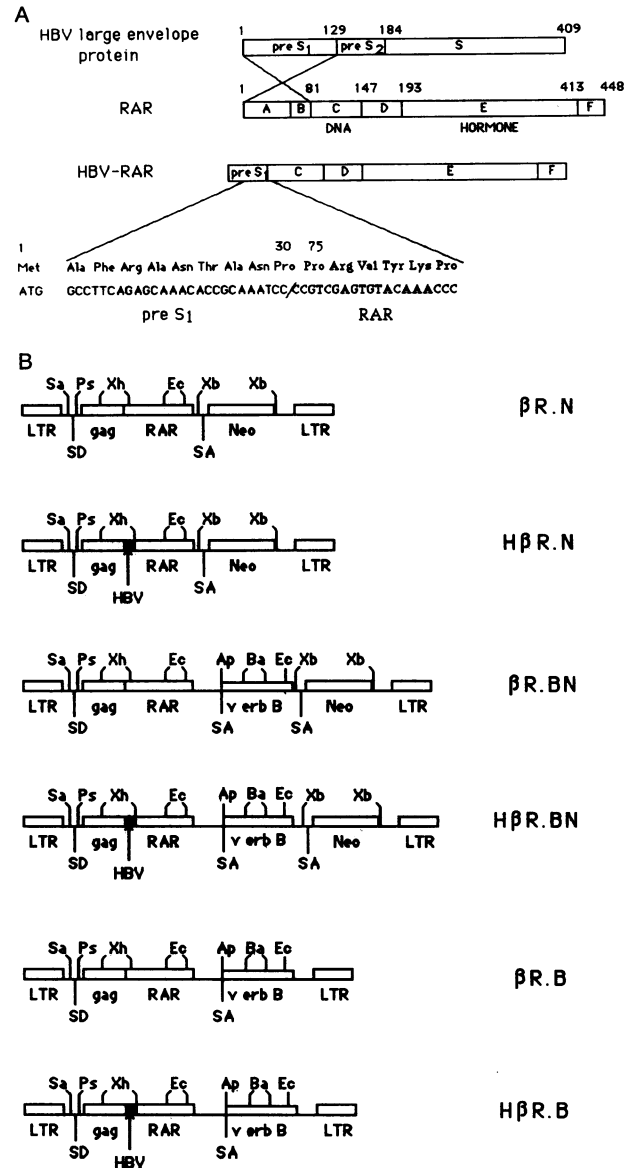 A
HBV large envelope protein
1 129 184 409
pre S1 pre S2 S
1 81 147 193 413 448
RAR
A B C D E F
DNA HORMONE
HBV-RAR
pre S1 C D E F
1 30 75
Met Ala Phe Arg Ala Asn Thr Ala Asn Pro Pro Arg Val Tyr Lys Pro
ATG GCCTTCAGAGCAAACACCGCAAATCC/CCGTCGAGTGTACAAACCC
pre S1 RAR
B
Sa Ps Xh Ec Xb Xb
βR.N
LTR gag RAR Neo LTR
SD SA
Sa Ps Xh Ec Xb Xb
HβR.N
LTR gag RAR Neo LTR
SD HBV SA
Sa Ps Xh Ec Ap Ba Ec Xb Xb
βR.BN
LTR gag RAR v erb B Neo LTR
SD SA SA
Sa Ps Xh Ec Ap Ba Ec Xb Xb
HβR.BN
LTR gag RAR v erb B Neo LTR
SD HBV SA SA
Sa Ps Xh Ec Ap Ba Ec
βR.B
LTR gag RAR v erb B LTR
SD SA
Sa Ps Xh Ec Ap Ba Ec
HβR.B
LTR gag RAR v erb B LTR
SD HBV SA